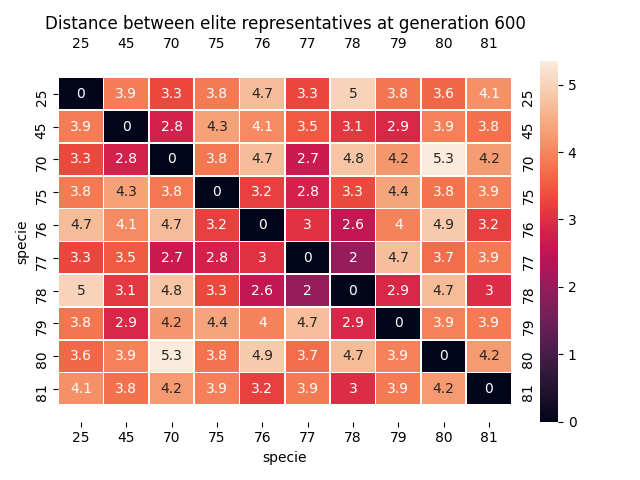 Distance between elite representatives at generation 600
25 45 70 75 76 77 78 79 80 81
25 0 3.9 3.3 3.8 4.7 3.3 5 3.8 3.6 4.1 25
45 3.9 0 2.8 4.3 4.1 3.5 3.1 2.9 3.9 3.8 45
70 3.3 2.8 0 3.8 4.7 2.7 4.8 4.2 5.3 4.2 70
75 3.8 4.3 3.8 0 3.2 2.8 3.3 4.4 3.8 3.9 75
76 4.7 4.1 4.7 3.2 0 3 2.6 4 4.9 3.2 76
77 3.3 3.5 2.7 2.8 3 0 2 4.7 3.7 3.9 77
78 5 3.1 4.8 3.3 2.6 2 0 2.9 4.7 3 78
79 3.8 2.9 4.2 4.4 4 4.7 2.9 0 3.9 3.9 79
80 3.6 3.9 5.3 3.8 4.9 3.7 4.7 3.9 0 4.2 80
81 4.1 3.8 4.2 3.9 3.2 3.9 3 3.9 4.2 0 81
25 45 70 75 76 77 78 79 80 81
specie
specie
5
4
3
2
1
0